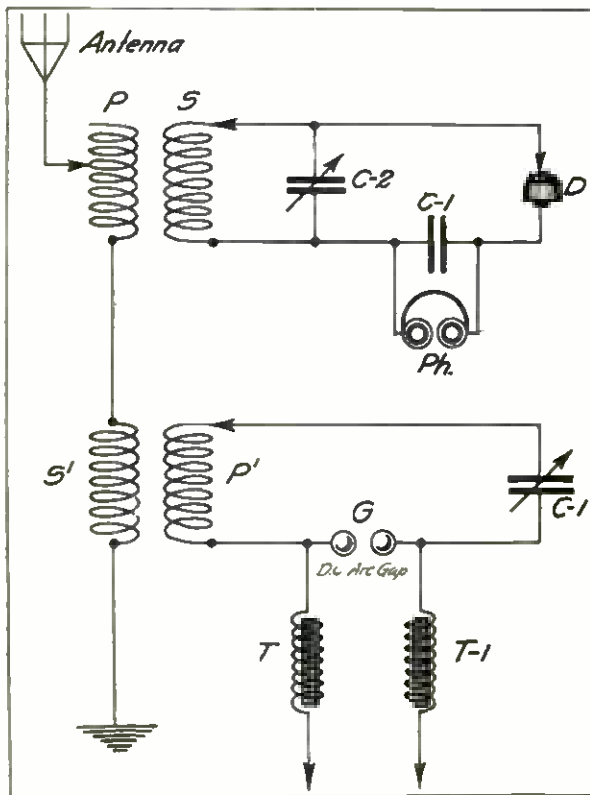 Antenna
P
S
C-2
C-1
D
Ph.
S'
P'
G
C-1
D.c Arc Gap
T
T-1